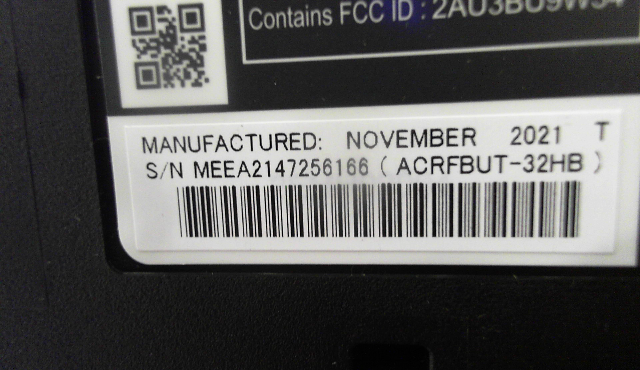 Contains FCC ID : 2AU3BU9W34
MANUFACTURED: NOVEMBER 2021 T
S/N MEEA2147256166 ( ACRFBUT-32HB )